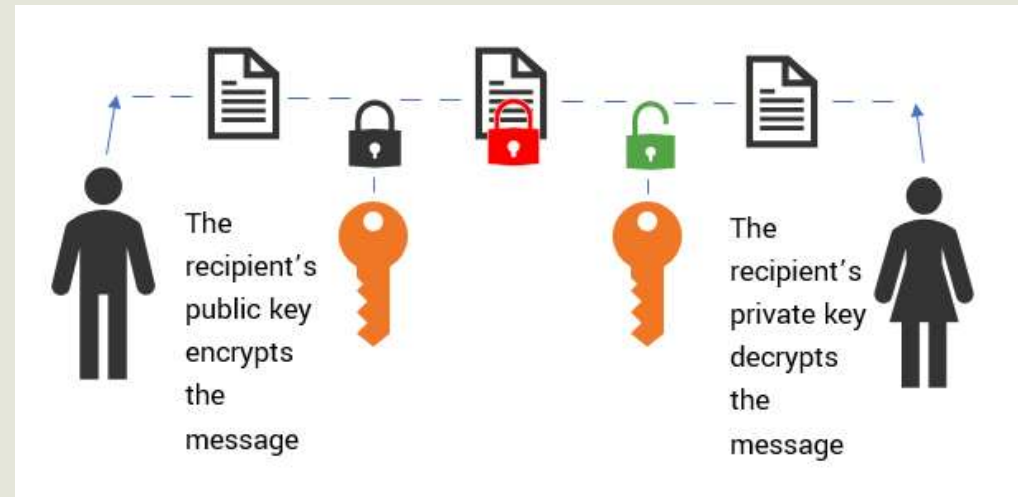 The
recipient’s
public key
encrypts
the
message
The
recipient’s
private key
decrypts
the
message